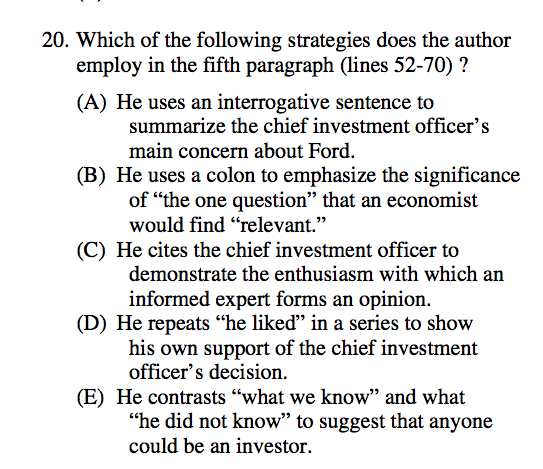 20. Which of the following strategies does the author
employ in the fifth paragraph (lines 52-70) ?
(A) He uses an interrogative sentence to
summarize the chief investment officer’s
main concern about Ford.
(B) He uses a colon to emphasize the significance
of “the one question” that an economist
would find “relevant.”
(C) He cites the chief investment officer to
demonstrate the enthusiasm with which an
informed expert forms an opinion.
(D) He repeats “he liked” in a series to show
his own support of the chief investment
officer’s decision.
(E) He contrasts “what we know” and what
“he did not know” to suggest that anyone
could be an investor.